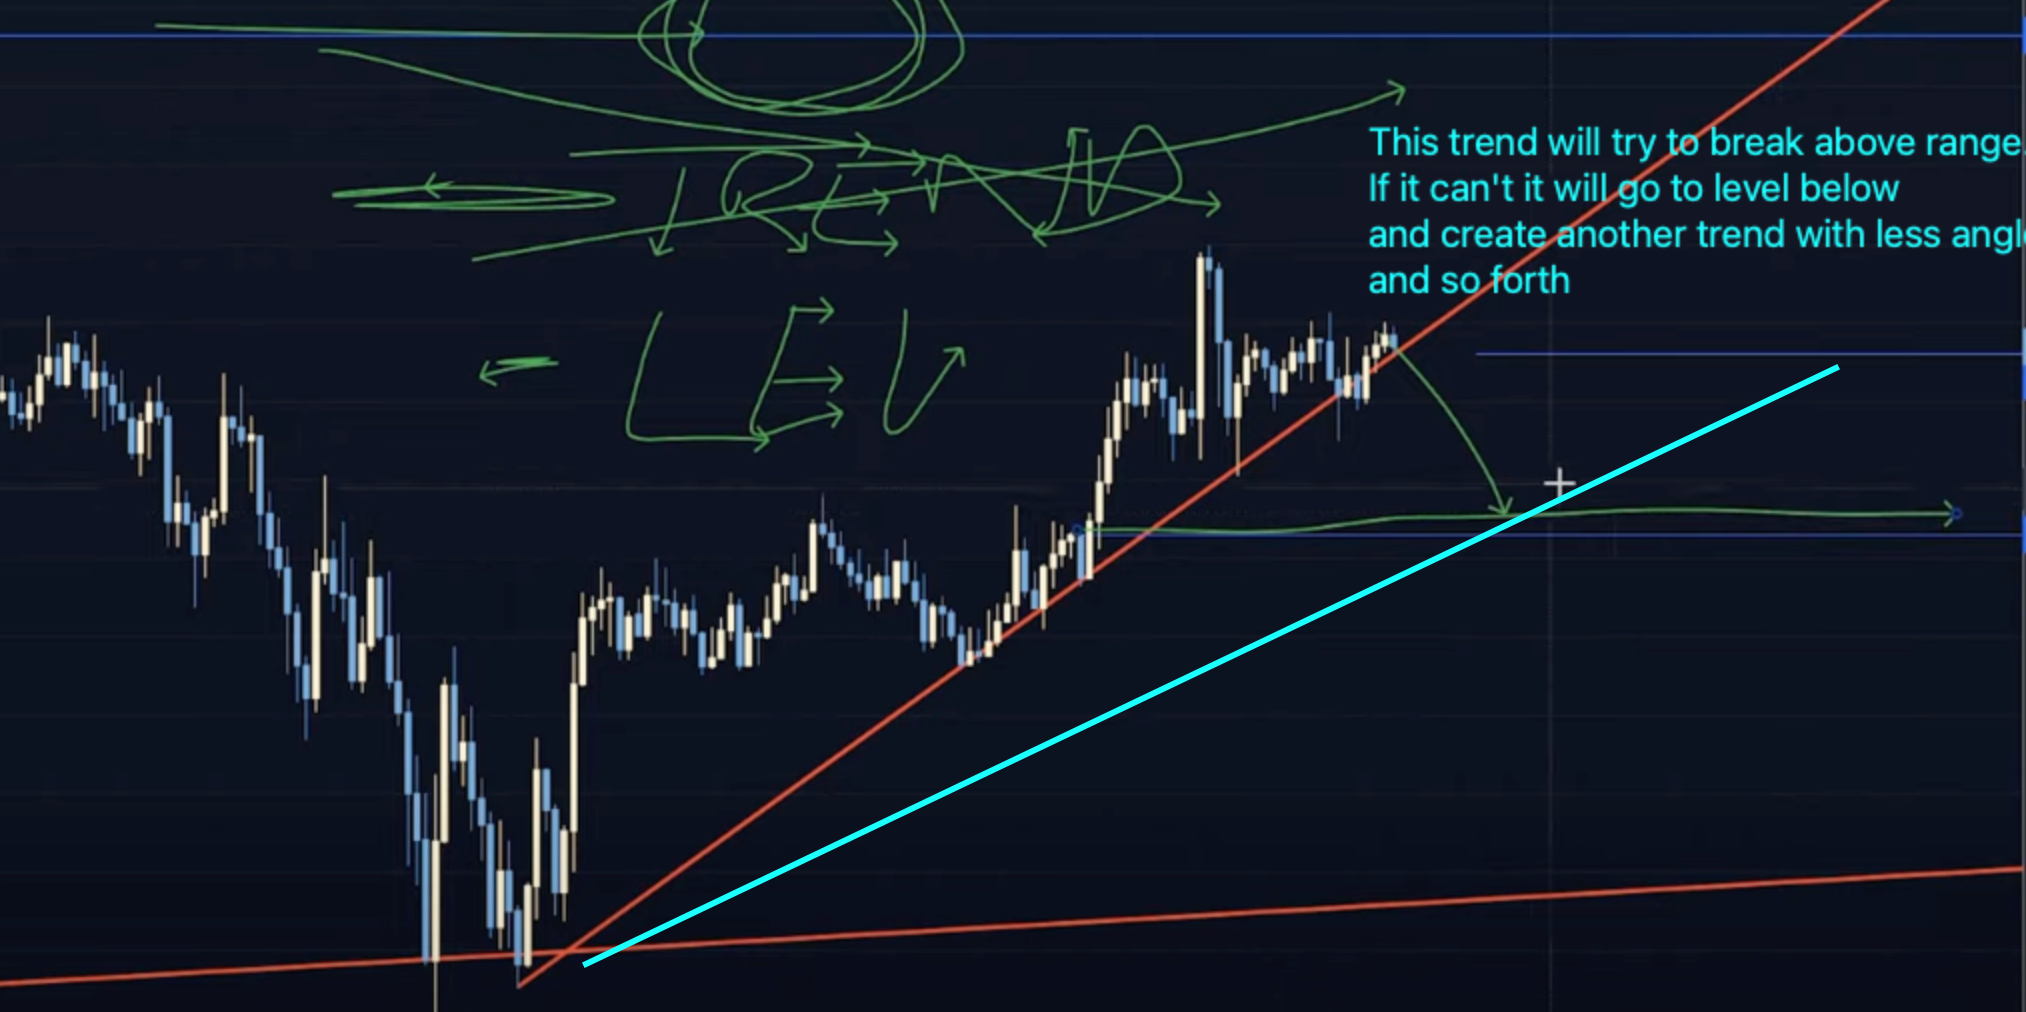 TREND
LEV
This trend will try to break above range.
If it can't it will go to level below
and create another trend with less angle
and so forth